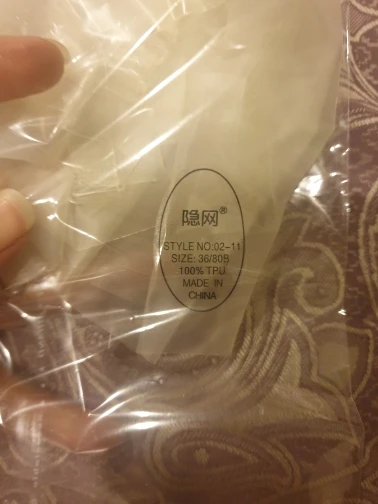 隐网®
STYLE NO.02-11
SIZE: 36/80B
100% TPU
MADE IN
CHINA